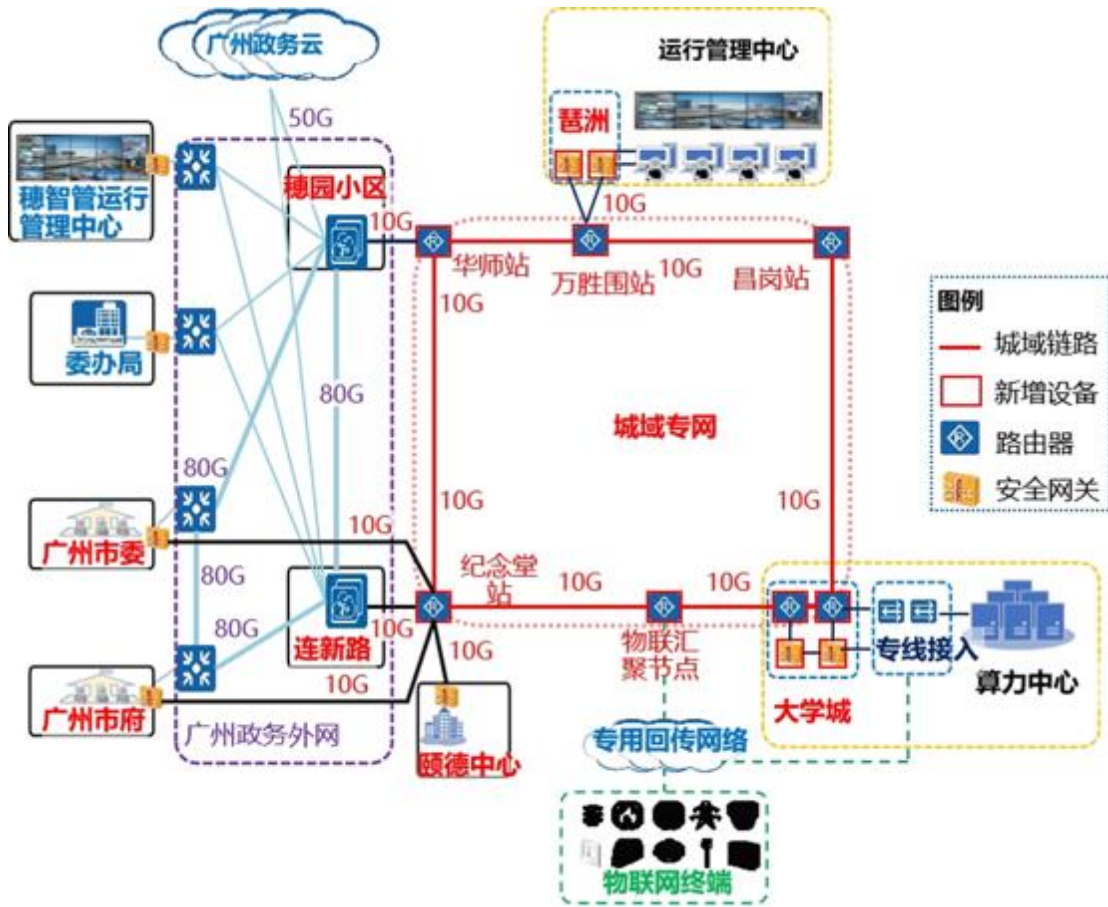 广州政务云
运行管理中心
琵洲
50G
穗智管运行
管理中心
穗园小区
10G
10G
华师站
万胜围站
10G
昌岗站
10G
图例
城域链路
新增设备
路由器
安全网关
委办局
80G
城域专网
80G
10G
10G
广州市委
10G
80G
纪念堂
站
10G
10G
80G
连新路
10G
10G
物联汇
聚节点
专线接入
算力中心
大学城
广州市府
10G
广州政务外网
颐德中心
专用回传网络
物联网终端